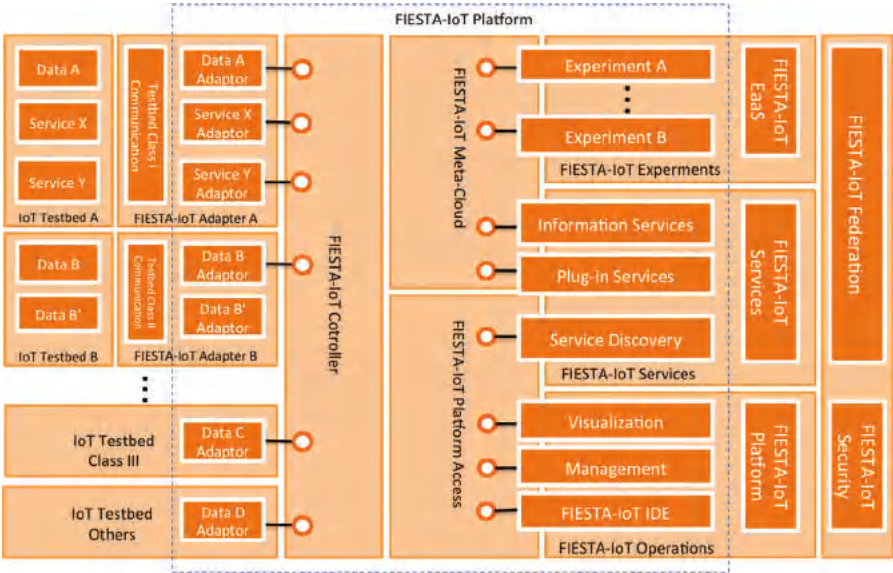 FIESTA-IoT Platform
Data A
Service X
Service Y
IoT Testbed A
Testbed Class I
Communication
Data A
Adaptor
Service X
Adaptor
Service Y
Adaptor
FIESTA-IoT Adapter A
Data B
Data B'
IoT Testbed B
Testbed Class II
Communication
Data B
Adaptor
Data B'
Adaptor
FIESTA-IoT Adapter B
IoT Testbed
Class III
Data C
Adaptor
IoT Testbed
Others
Data D
Adaptor
FIESTA-IoT Cotroller
FIESTA-IoT Meta-Cloud
FIESTA-IoT Platform Access
Experiment A
Experiment B
FIESTA-IoT Experments
FIESTA-IoT
EaaS
Information Services
Plug-in Services
Service Discovery
FIESTA-IoT Services
FIESTA-IoT
Services
Visualization
Management
FIESTA-IoT IDE
FIESTA-IoT Operations
FIESTA-IoT
Platform
FIESTA-IoT Federation
FIESTA-IoT
Security